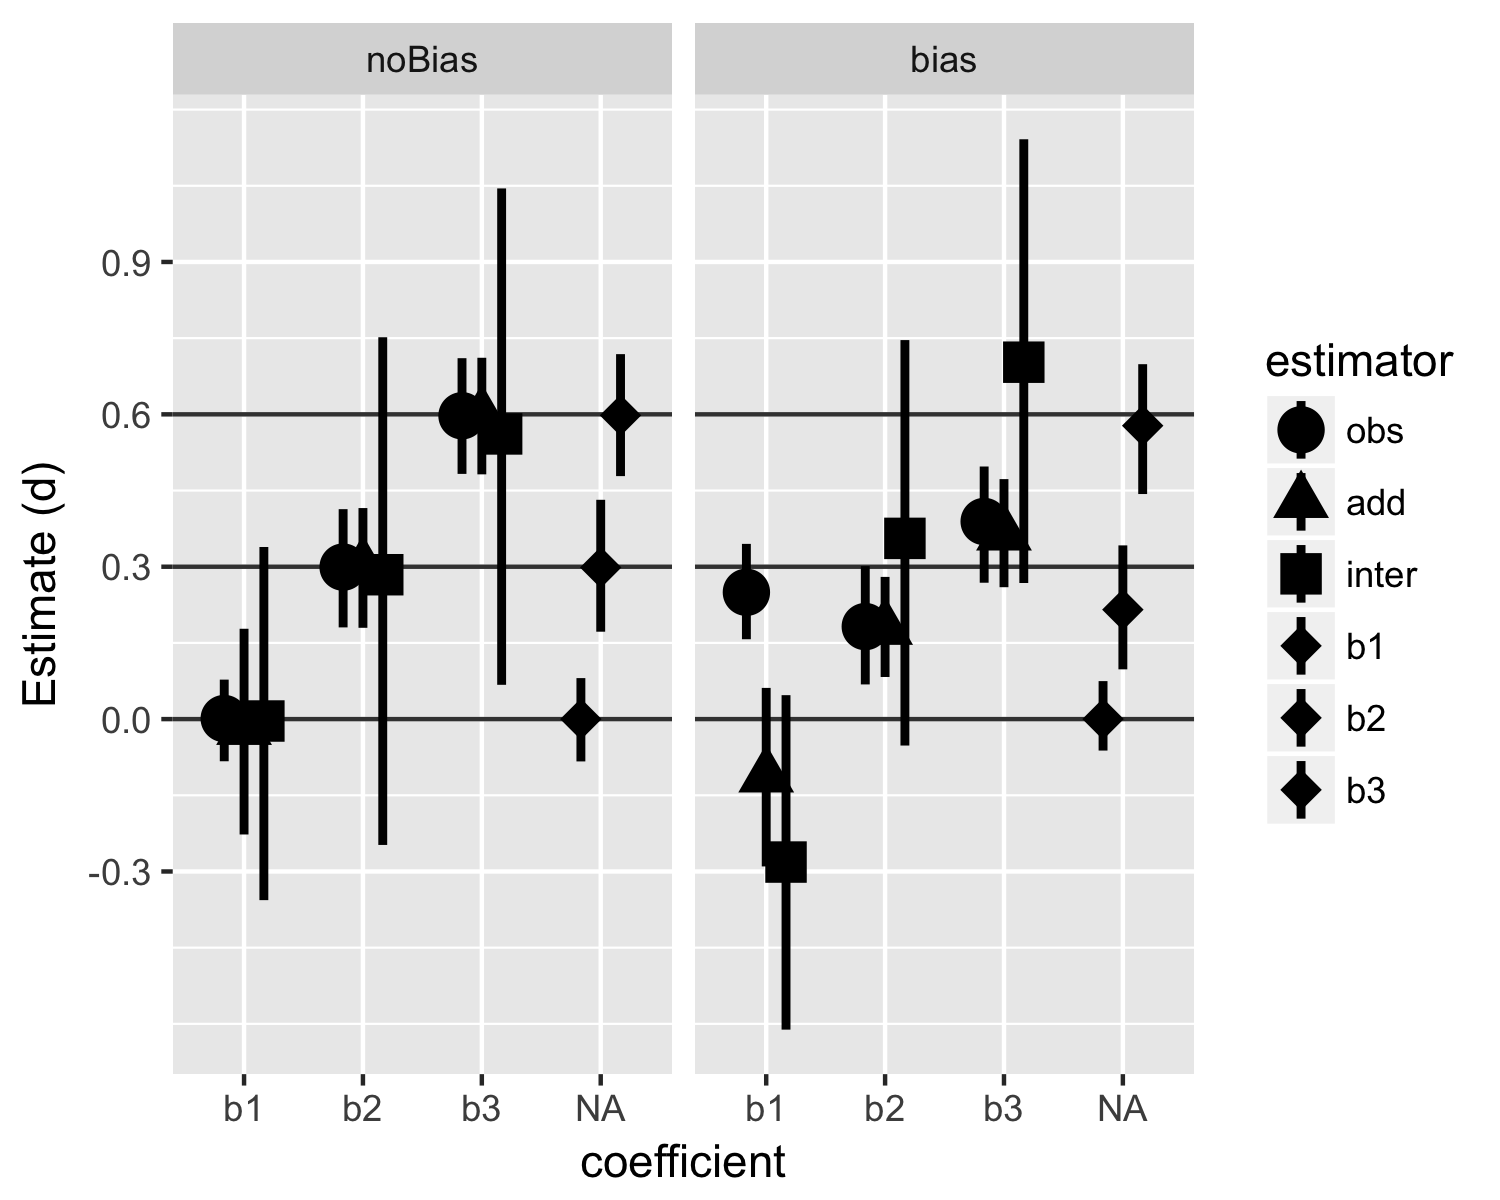 noBias
bias
Estimate (d)
0.9
0.6
0.3
0.0
-0.3
b1
b2
b3
NA
b1
b2
b3
NA
coefficient
estimator
obs
add
inter
b1
b2
b3